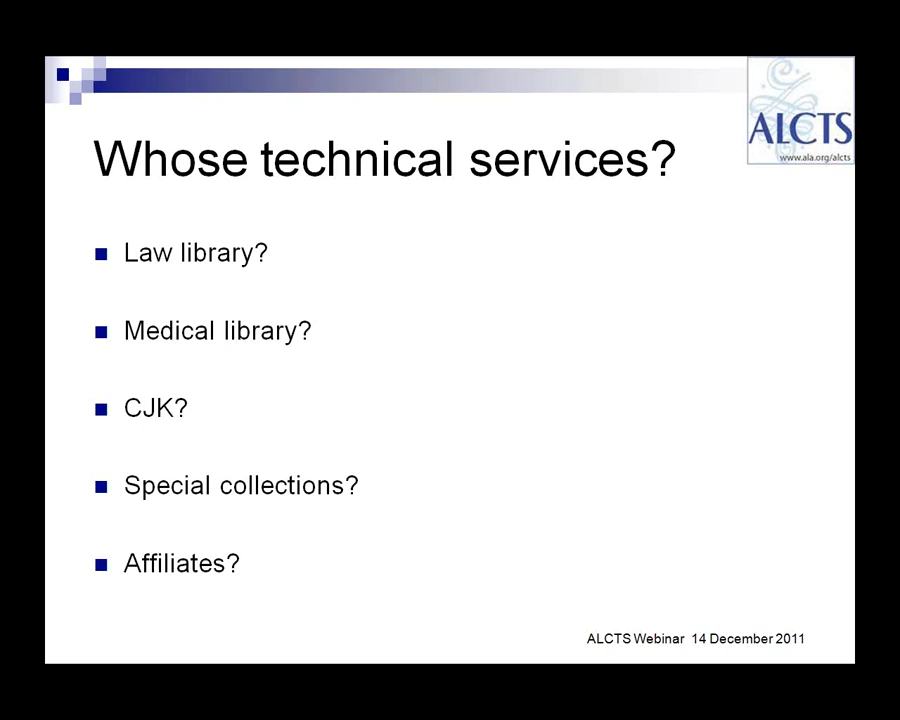 ALCTS
www.ala.org/alcts
Whose technical services?
Law library?
Medical library?
CJK?
Special collections?
Affiliates?
ALCTS Webinar 14 December 2011